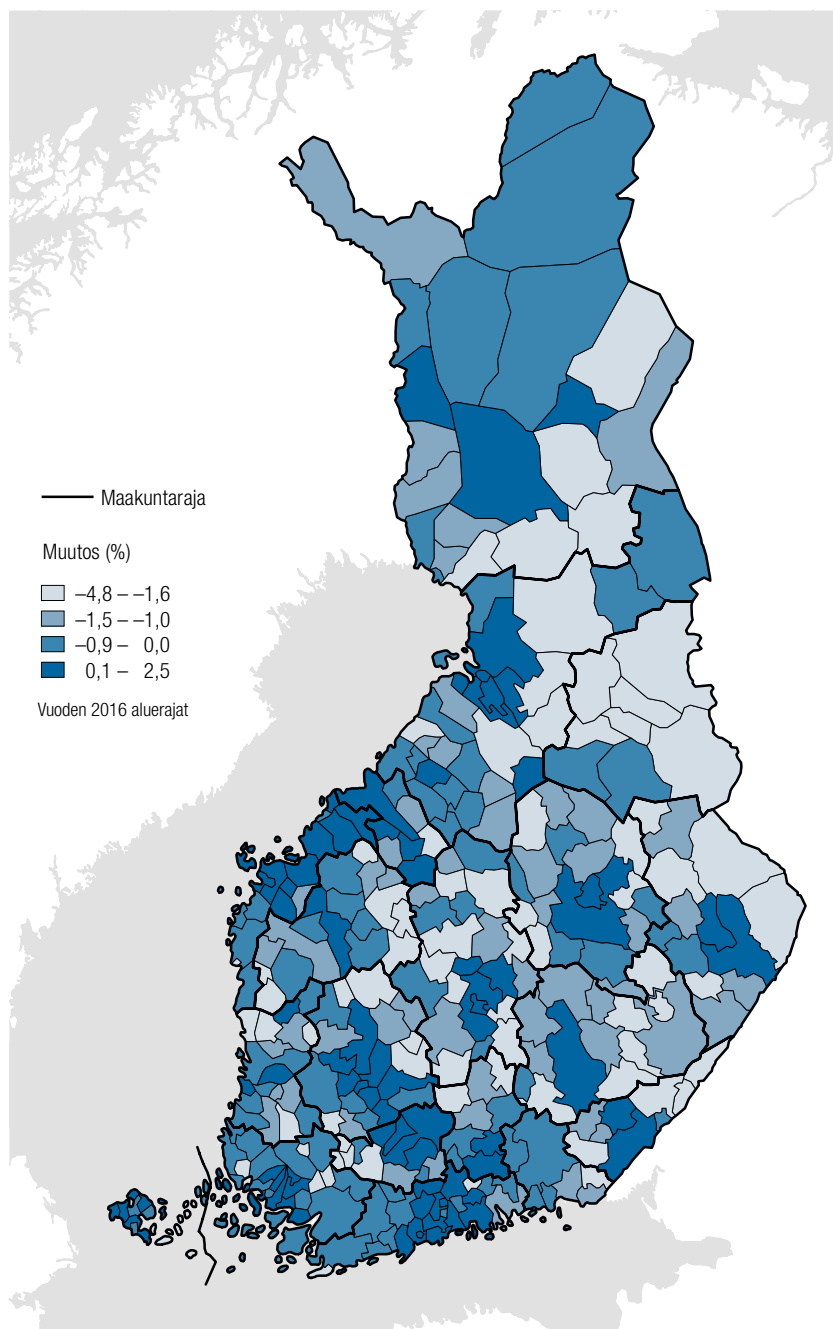 Maakuntaraja
Muutos (%)
–4,8 – –1,6
–1,5 – –1,0
–0,9 – 0,0
0,1 – 2,5
Vuoden 2016 aluerajat